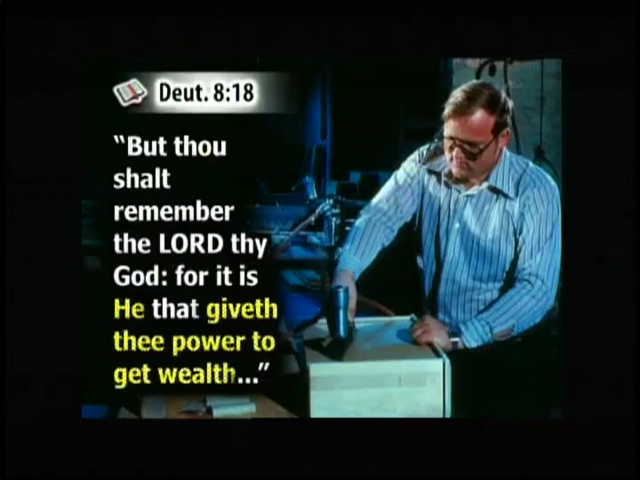 Deut. 8:18
“But thou
shalt
remember
the LORD thy
God: for it is
He that giveth
thee power to
get wealth...”